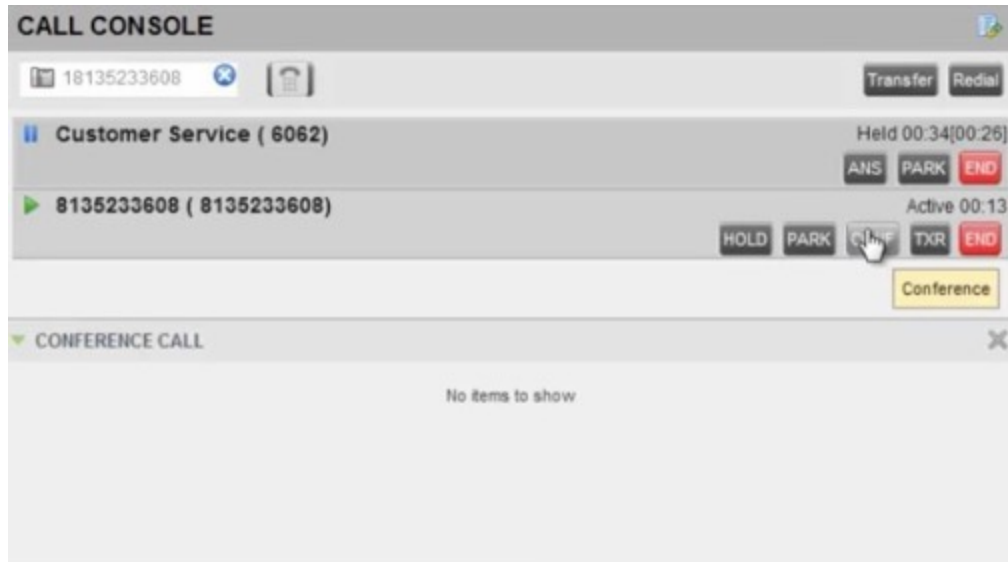 CALL CONSOLE
18135233608
Transfer Redial
Customer Service ( 6062) Held 00:34[00:26]
ANS PARK END
8135233608 ( 8135233608) Active 00:13
HOLD PARK TXR END
Conference
CONFERENCE CALL
No items to show